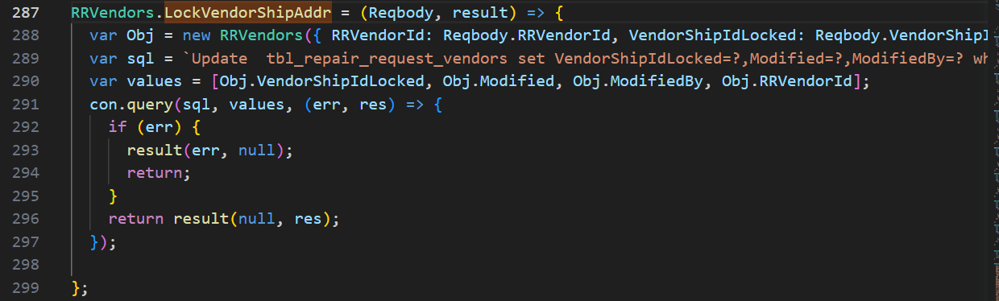 287 RRVendors.LockVendorShipAddr = (Reqbody, result) => {
288 var Obj = new RRVendors({ RRVendorId: Reqbody.RRVendorId, VendorShipIdLocked: Reqbody.VendorShipI
289 var sql = `Update  tbl_repair_request_vendors set VendorShipIdLocked=?,Modified=?,ModifiedBy=? wh
290 var values = [Obj.VendorShipIdLocked, Obj.Modified, Obj.ModifiedBy, Obj.RRVendorId];
291 con.query(sql, values, (err, res) => {
292 if (err) {
293 result(err, null);
294 return;
295 }
296 return result(null, res);
297 });
298
299 };